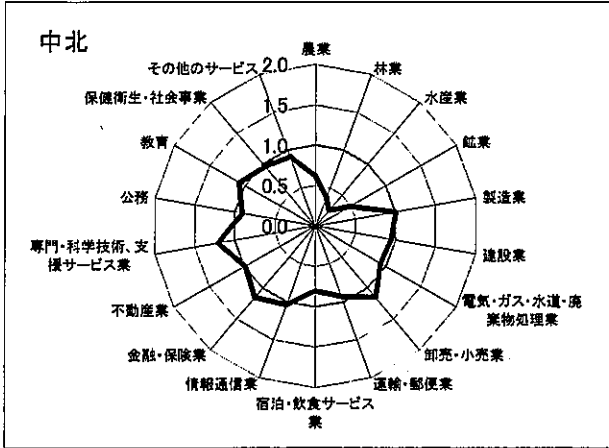 中北
農業
林業
水産業
鉱業
製造業
建設業
電気・ガス・水道・廃
棄物処理業
卸売・小売業
運輸・郵便業
宿泊・飲食サービス
業
情報通信業
金融・保険業
不動産業
専門・科学技術、支
援サービス業
公務
教育
保健衛生・社会事業
その他のサービス
2.0
1.5
1.0
0.5
0.0